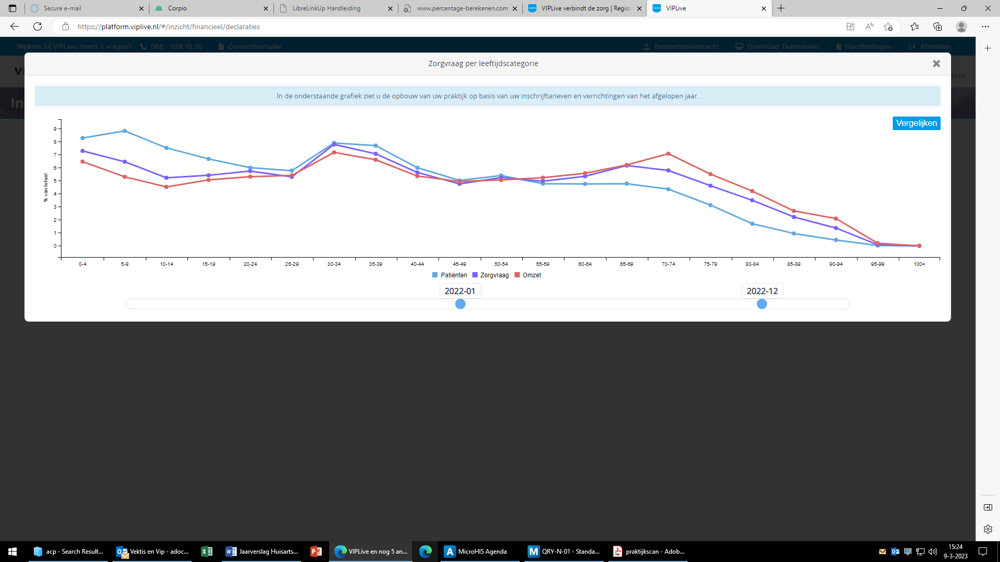 Secure e-mail
Corpio
LibreLinkUp Handleiding
www.percentage-berekenen.com
VIPLive verbindt de zorg | Region
VIPLive
https://platform.viplive.nl/#/inzicht/financieel/declaraties
Welkom bij VIPLive. Heeft u vragen? 088 - 528 10 20 Contactformulier Bestandsoverdracht Download Teamviewer Handleidingen Afmelden
Zorgvraag per leeftijdscategorie
In de onderstaande grafiek ziet u de opbouw van uw praktijk op basis van uw inschrijftarieven en verrichtingen van het afgelopen jaar.
Vergelijken
% van totaal
9
8
7
6
5
4
3
2
1
0
0-4 5-9 10-14 15-19 20-24 25-29 30-34 35-39 40-44 45-49 50-54 55-59 60-64 65-69 70-74 75-79 80-84 85-89 90-94 95-99 100+
Patiënten Zorgvraag Omzet
2022-01 2022-12
acp - Search Result...
Vektis en Vip - adoc...
Jaarverslag Huisarts...
VIPLive en nog 5 an...
MicroHIS Agenda
QRY-N-01 - Standa...
praktijkscan - Adob...
15:24
9-3-2023